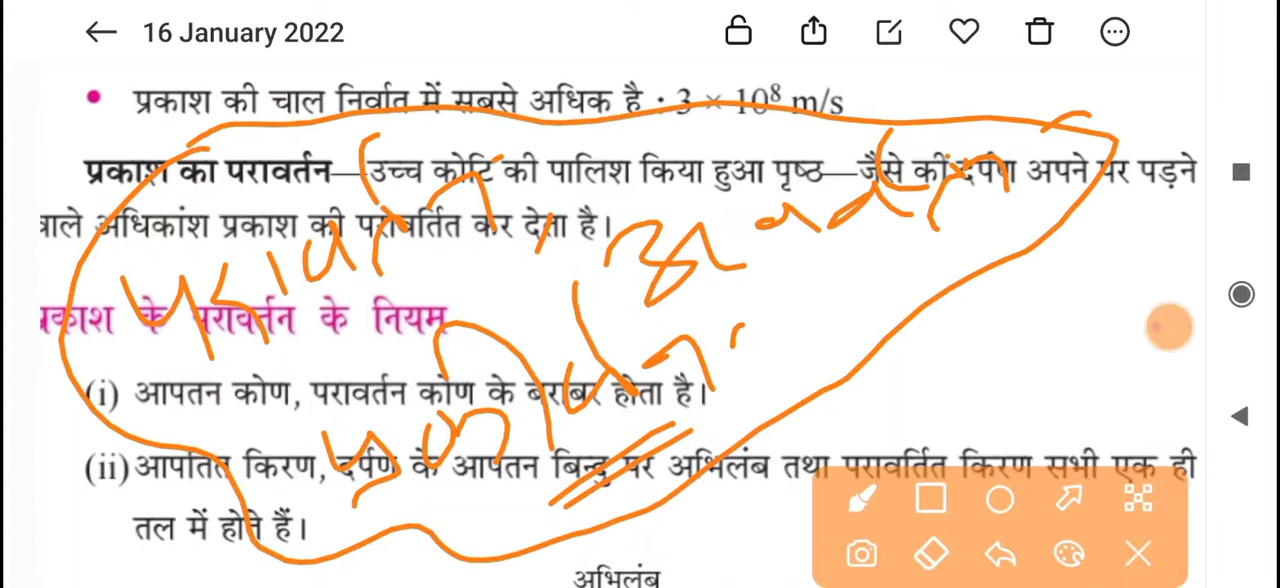 16 January 2022
• प्रकाश की चाल निर्वात में सबसे अधिक है : 3 × 10⁸ m/s
प्रकाश का परावर्तन—उच्च कोटि की पालिश किया हुआ पृष्ठ—जैसे की दर्पण अपने पर पड़ने
वाले अधिकांश प्रकाश को परावर्तित कर देता है।
प्रकाश के परावर्तन के नियम
(i) आपतन कोण, परावर्तन कोण के बराबर होता है।
(ii) आपतित किरण, दर्पण के आपतन बिन्दु पर अभिलंब तथा परावर्तित किरण सभी एक ही
तल में होते हैं।
अभिलंब